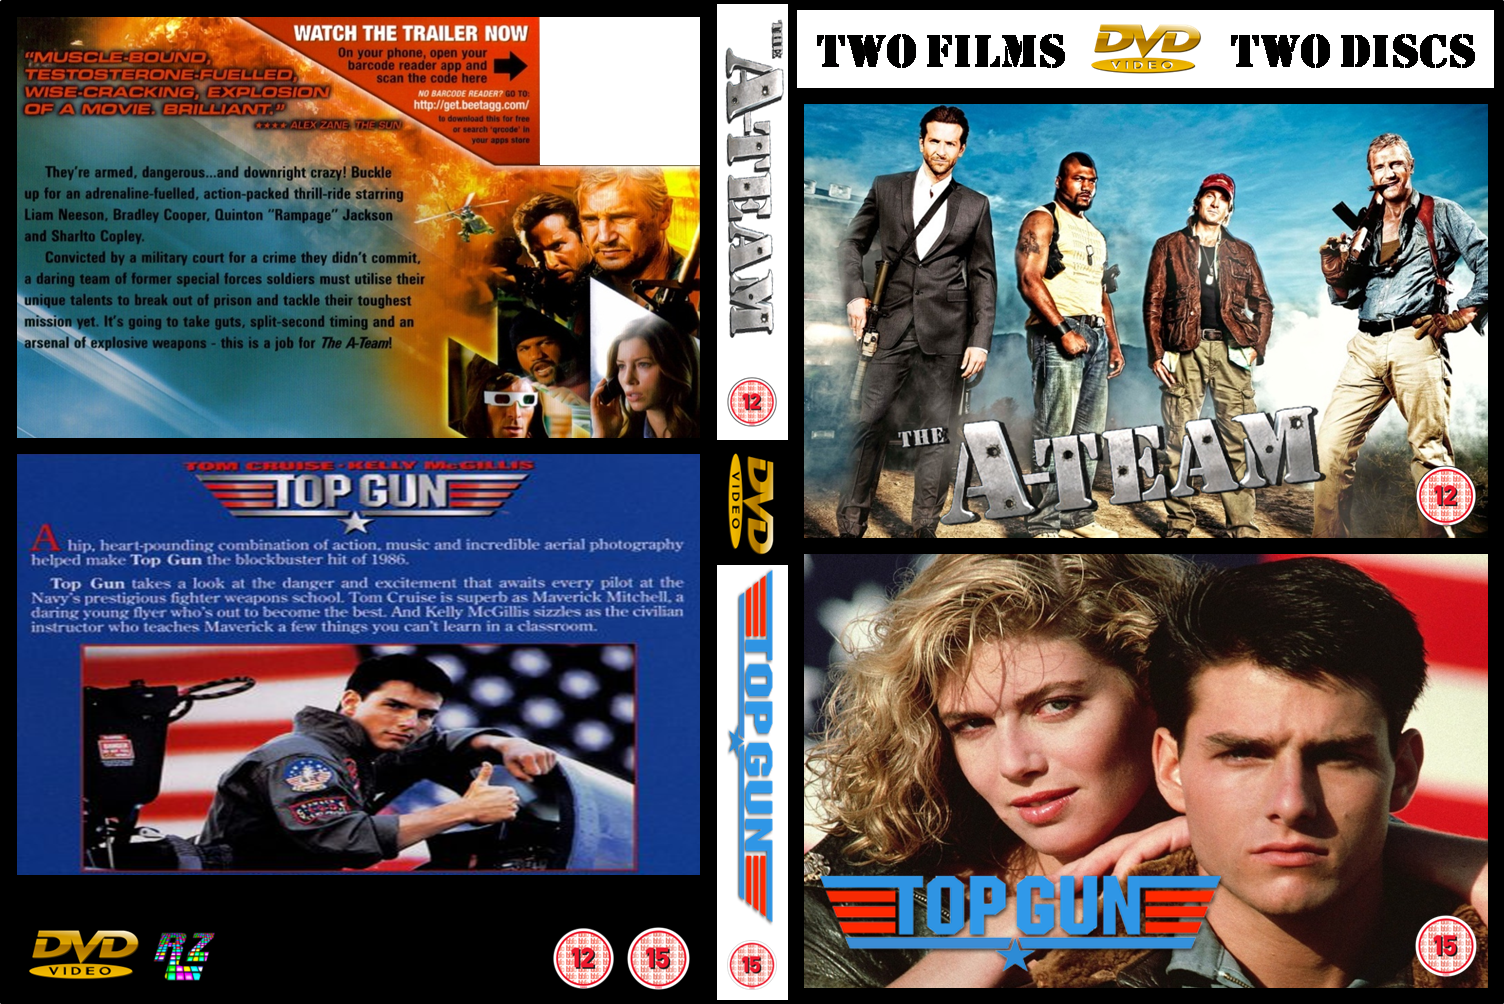 “MUSCLE-BOUND,
TESTOSTERONE-FUELLED,
WISE-CRACKING, EXPLOSION
OF A MOVIE. BRILLIANT.”
★★★★ ALEX ZANE, THE SUN
WATCH THE TRAILER NOW
On your phone, open your
barcode reader app and
scan the code here
NO BARCODE READER? GO TO:
http://get.beetagg.com/
to download this for free
or search ‘qrcode’ in
your apps store
They’re armed, dangerous...and downright crazy! Buckle
up for an adrenaline-fuelled, action-packed thrill-ride starring
Liam Neeson, Bradley Cooper, Quinton “Rampage” Jackson
and Sharlto Copley.
Convicted by a military court for a crime they didn’t commit,
a daring team of former special forces soldiers must utilise their
unique talents to break out of prison and tackle their toughest
mission yet. It’s going to take guts, split-second timing and an
arsenal of explosive weapons - this is a job for The A-Team!
TOM CRUISE · KELLY McGILLIS
TOP GUN
A hip, heart-pounding combination of action, music and incredible aerial photography
helped make Top Gun the blockbuster hit of 1986.
Top Gun takes a look at the danger and excitement that awaits every pilot at the
Navy’s prestigious fighter weapons school. Tom Cruise is superb as Maverick Mitchell, a
daring young flyer who’s out to become the best. And Kelly McGillis sizzles as the civilian
instructor who teaches Maverick a few things you can’t learn in a classroom.
DANGER
DVD
VIDEO
RZ
12
15
THE A-TEAM
12
DVD
VIDEO
TOP GUN
15
TWO FILMS
DVD
VIDEO
TWO DISCS
THE A-TEAM
12
TOP GUN
15